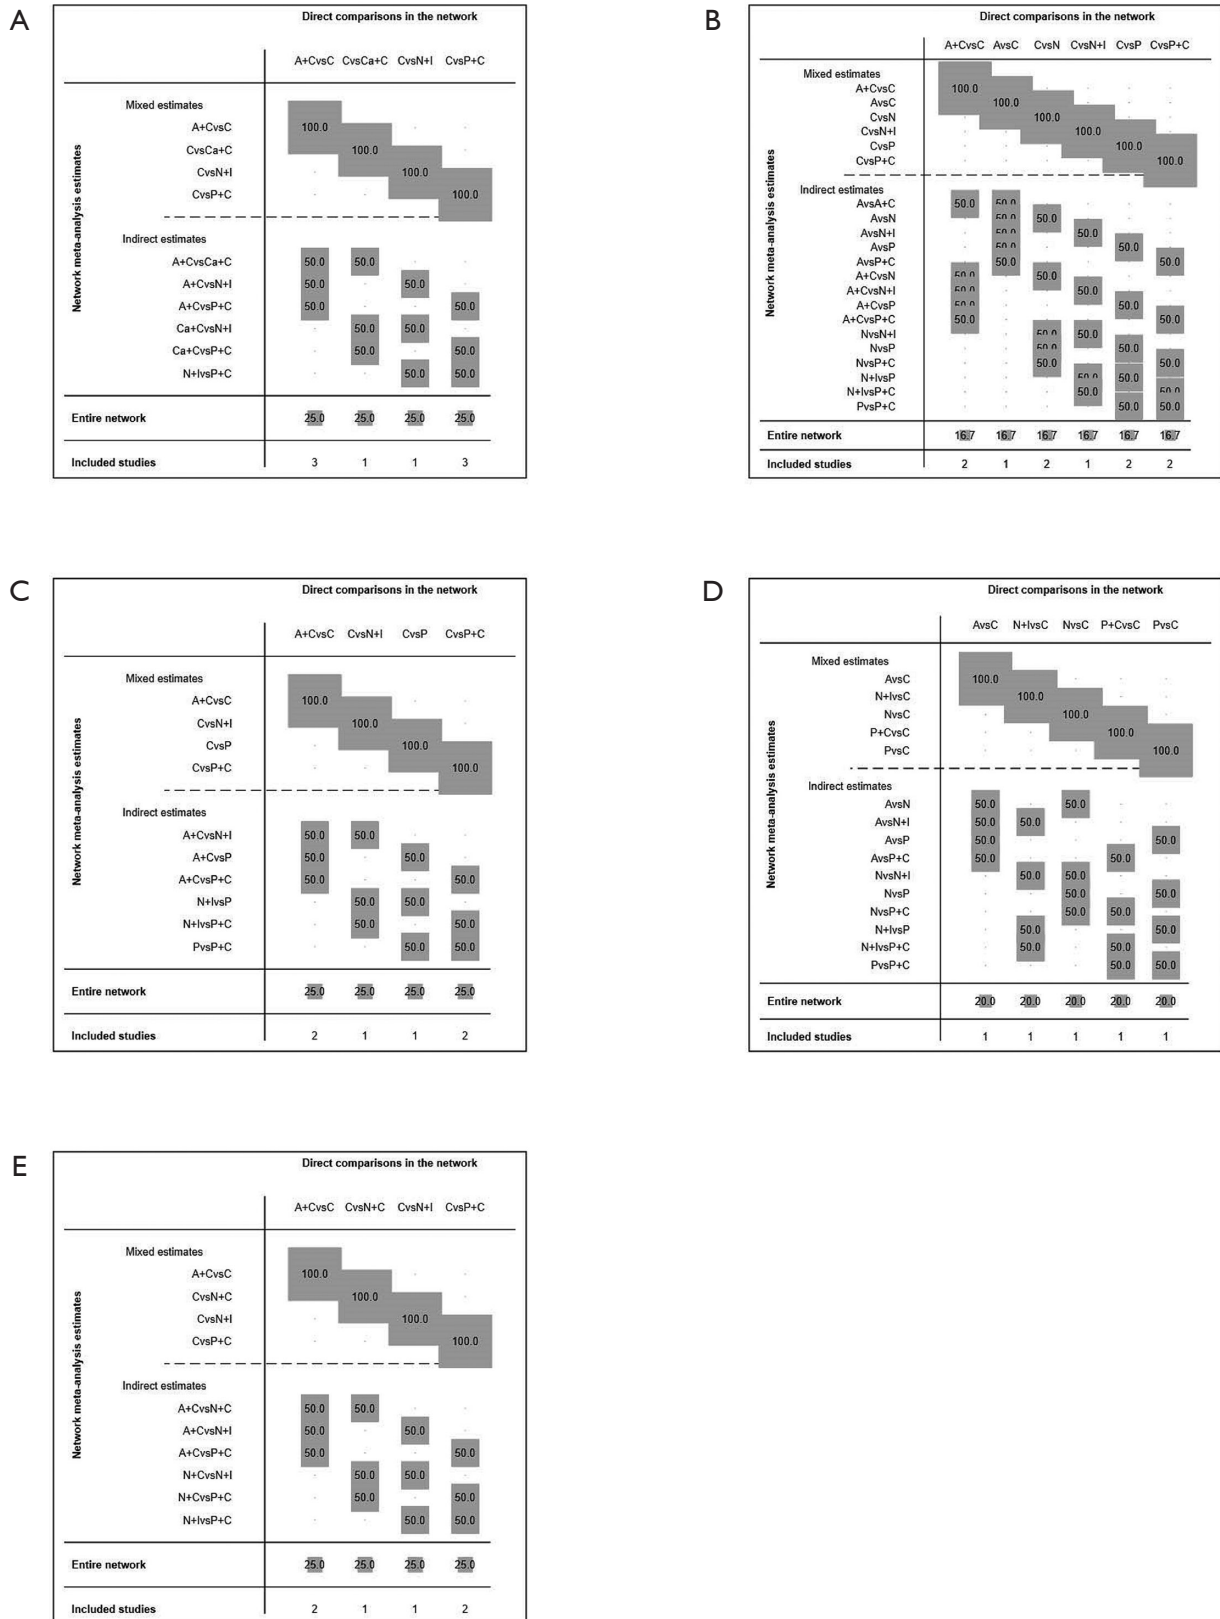 A
Direct comparisons in the network
A+CvsC CvsCa+C CvsN+I CvsP+C
Network meta-analysis estimates
Mixed estimates
A+CvsC 100.0
CvsCa+C 100.0
CvsN+I 100.0
CvsP+C 100.0
Indirect estimates
A+CvsCa+C 50.0 50.0
A+CvsN+I 50.0 50.0
A+CvsP+C 50.0 50.0
Ca+CvsN+I 50.0 50.0
Ca+CvsP+C 50.0 50.0
N+IvsP+C 50.0 50.0
Entire network 25.0 25.0 25.0 25.0
Included studies 3 1 1 3
B
Direct comparisons in the network
A+CvsC AvsC CvsN CvsN+I CvsP CvsP+C
Network meta-analysis estimates
Mixed estimates
A+CvsC 100.0
AvsC 100.0
CvsN 100.0
CvsN+I 100.0
CvsP 100.0
CvsP+C 100.0
Indirect estimates
AvsA+C 50.0 50.0
AvsN 50.0 50.0
AvsN+I 50.0 50.0
AvsP 50.0 50.0
AvsP+C 50.0 50.0
A+CvsN 50.0 50.0
A+CvsN+I 50.0 50.0
A+CvsP 50.0 50.0
A+CvsP+C 50.0 50.0
NvsN+I 50.0 50.0
NvsP 50.0 50.0
NvsP+C 50.0 50.0
N+IvsP 50.0 50.0
N+IvsP+C 50.0 50.0
PvsP+C 50.0 50.0
Entire network 16.7 16.7 16.7 16.7 16.7 16.7
Included studies 2 1 2 1 2 2
C
Direct comparisons in the network
A+CvsC CvsN+I CvsP CvsP+C
Network meta-analysis estimates
Mixed estimates
A+CvsC 100.0
CvsN+I 100.0
CvsP 100.0
CvsP+C 100.0
Indirect estimates
A+CvsN+I 50.0 50.0
A+CvsP 50.0 50.0
A+CvsP+C 50.0 50.0
N+IvsP 50.0 50.0
N+IvsP+C 50.0 50.0
PvsP+C 50.0 50.0
Entire network 25.0 25.0 25.0 25.0
Included studies 2 1 1 2
D
Direct comparisons in the network
AvsC N+IvsC NvsC P+CvsC PvsC
Network meta-analysis estimates
Mixed estimates
AvsC 100.0
N+IvsC 100.0
NvsC 100.0
P+CvsC 100.0
PvsC 100.0
Indirect estimates
AvsN 50.0 50.0
AvsN+I 50.0 50.0
AvsP 50.0 50.0
AvsP+C 50.0 50.0
NvsN+I 50.0 50.0
NvsP 50.0 50.0
NvsP+C 50.0 50.0
N+IvsP 50.0 50.0
N+IvsP+C 50.0 50.0
PvsP+C 50.0 50.0
Entire network 20.0 20.0 20.0 20.0 20.0
Included studies 1 1 1 1 1
E
Direct comparisons in the network
A+CvsC CvsN+C CvsN+I CvsP+C
Network meta-analysis estimates
Mixed estimates
A+CvsC 100.0
CvsN+C 100.0
CvsN+I 100.0
CvsP+C 100.0
Indirect estimates
A+CvsN+C 50.0 50.0
A+CvsN+I 50.0 50.0
A+CvsP+C 50.0 50.0
N+CvsN+I 50.0 50.0
N+CvsP+C 50.0 50.0
N+IvsP+C 50.0 50.0
Entire network 25.0 25.0 25.0 25.0
Included studies 2 1 1 2